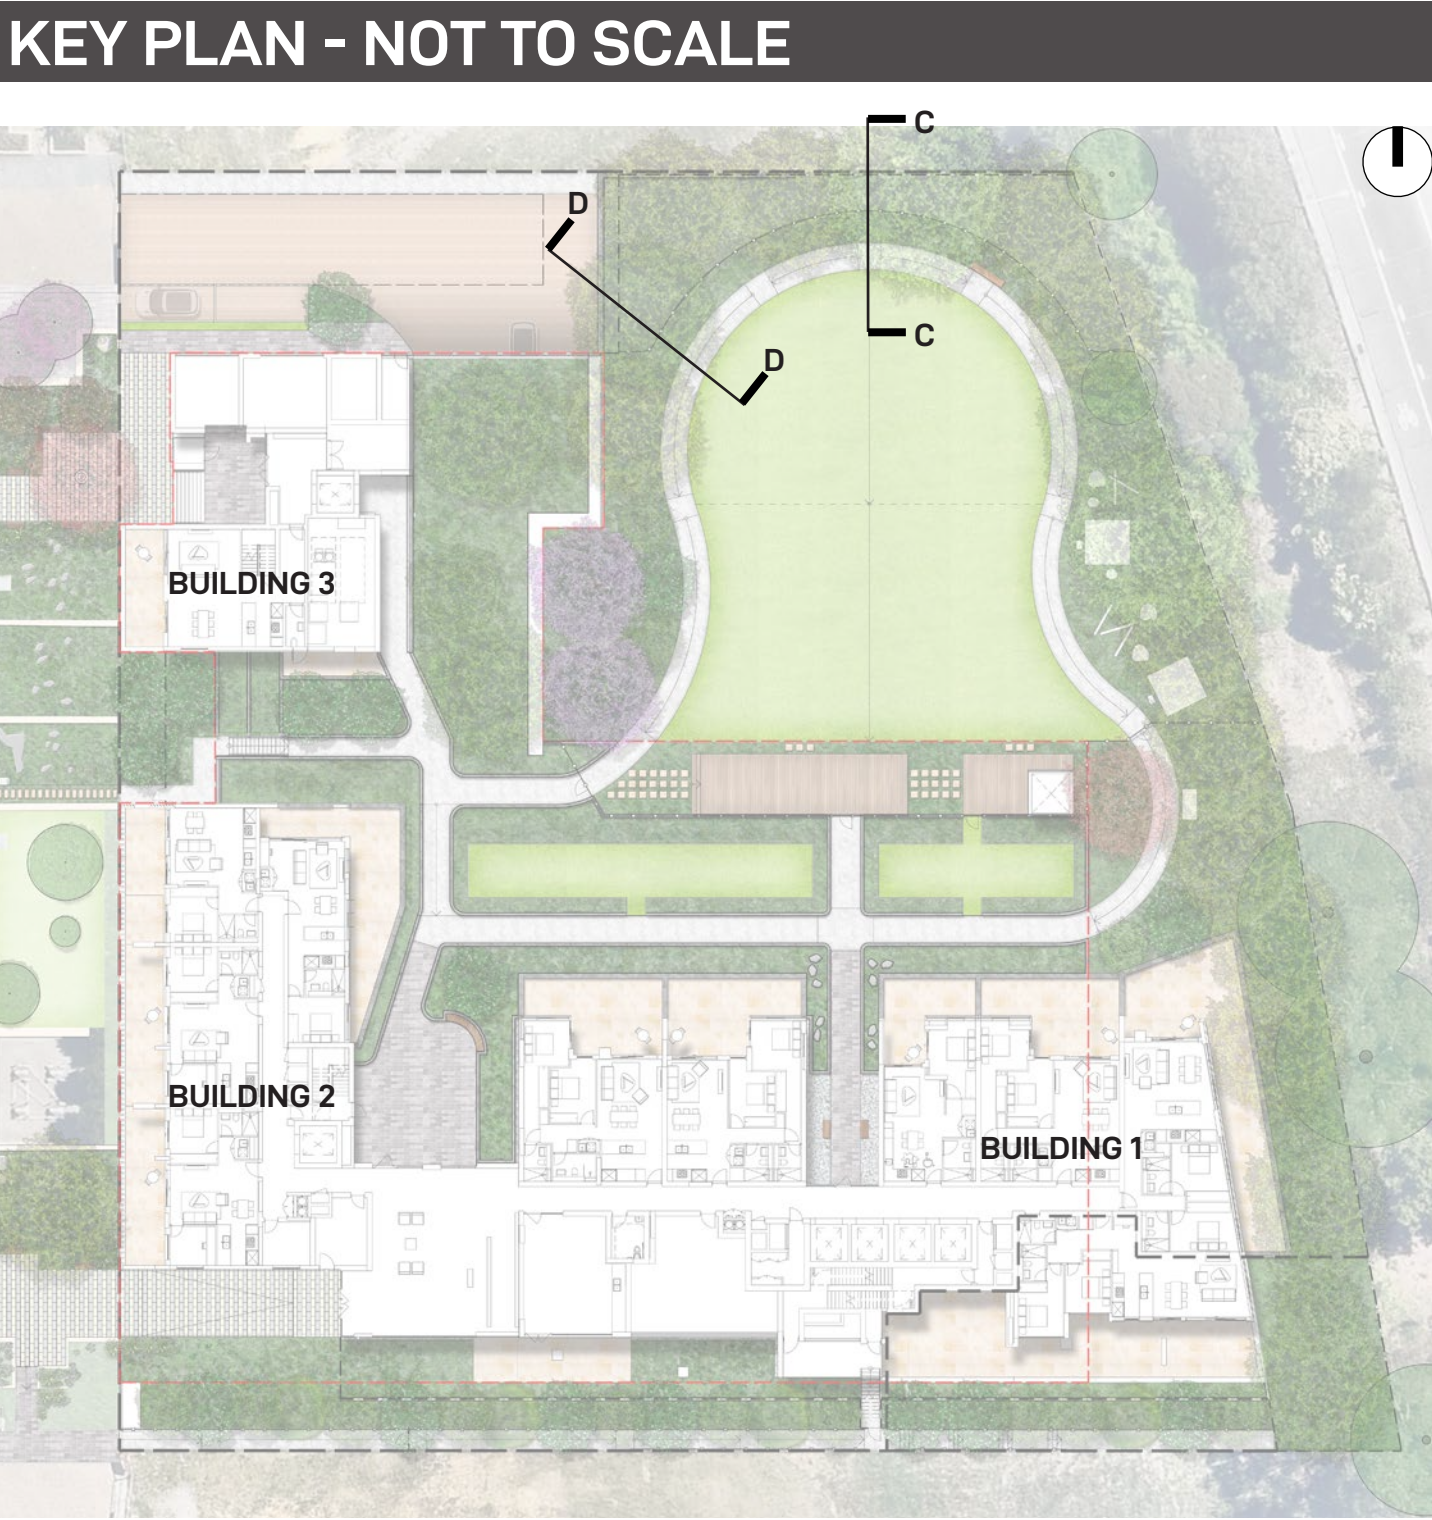 KEY PLAN - NOT TO SCALE
C
D
C
D
BUILDING 3
BUILDING 2
BUILDING 1